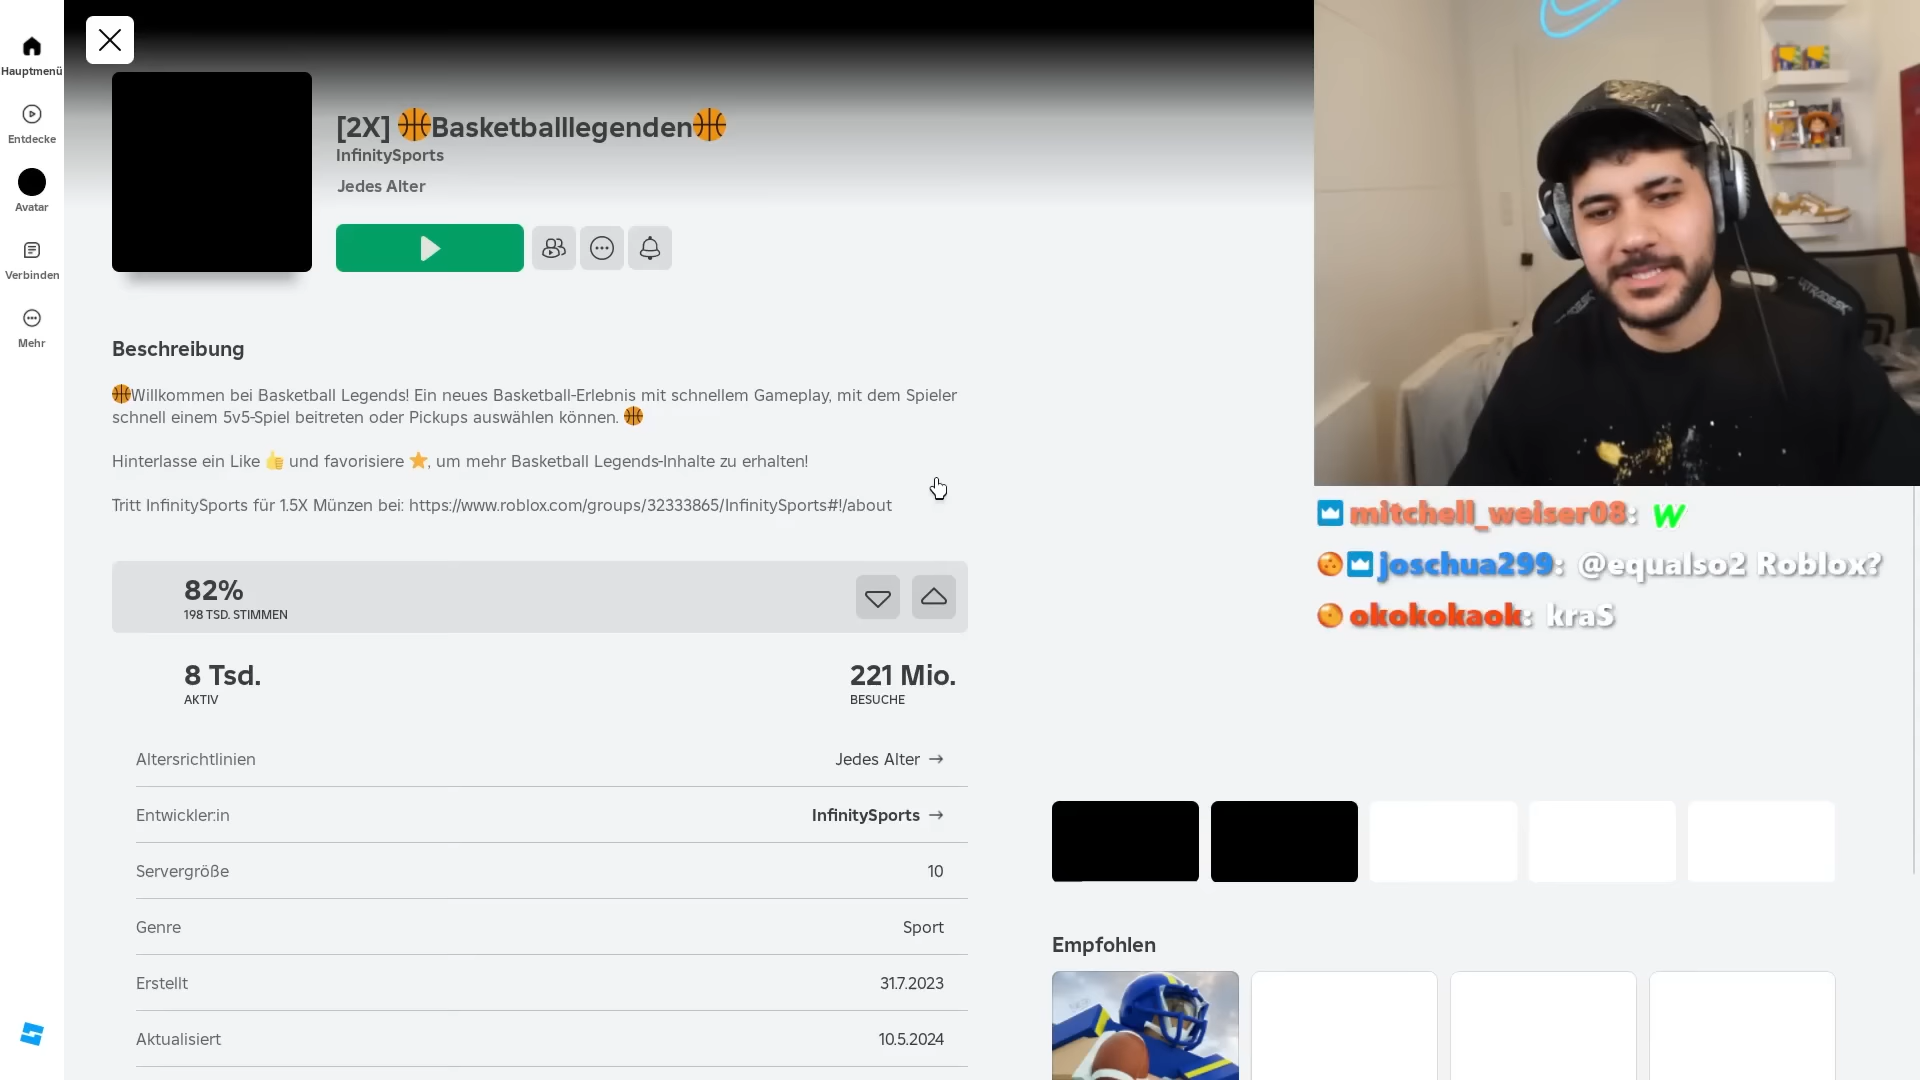 Hauptmenü
Entdecke
Avatar
Verbinden
Mehr
[2X] 🏀Basketballlegenden🏀
InfinitySports
Jedes Alter
Beschreibung
🏀Willkommen bei Basketball Legends! Ein neues Basketball-Erlebnis mit schnellem Gameplay, mit dem Spieler
schnell einem 5v5-Spiel beitreten oder Pickups auswählen können. 🏀
Hinterlasse ein Like 👍 und favorisiere ⭐, um mehr Basketball Legends-Inhalte zu erhalten!
Tritt InfinitySports für 1.5X Münzen bei: https://www.roblox.com/groups/32333865/InfinitySports#!/about
82%
198 TSD. STIMMEN
8 Tsd.
AKTIV
221 Mio.
BESUCHE
Altersrichtlinien
Jedes Alter →
Entwickler:in
InfinitySports →
Servergröße
10
Genre
Sport
Erstellt
31.7.2023
Aktualisiert
10.5.2024
mitchell_weiser08: W
joschua299: @equalso2 Roblox?
okokokaok: kraS
Empfohlen